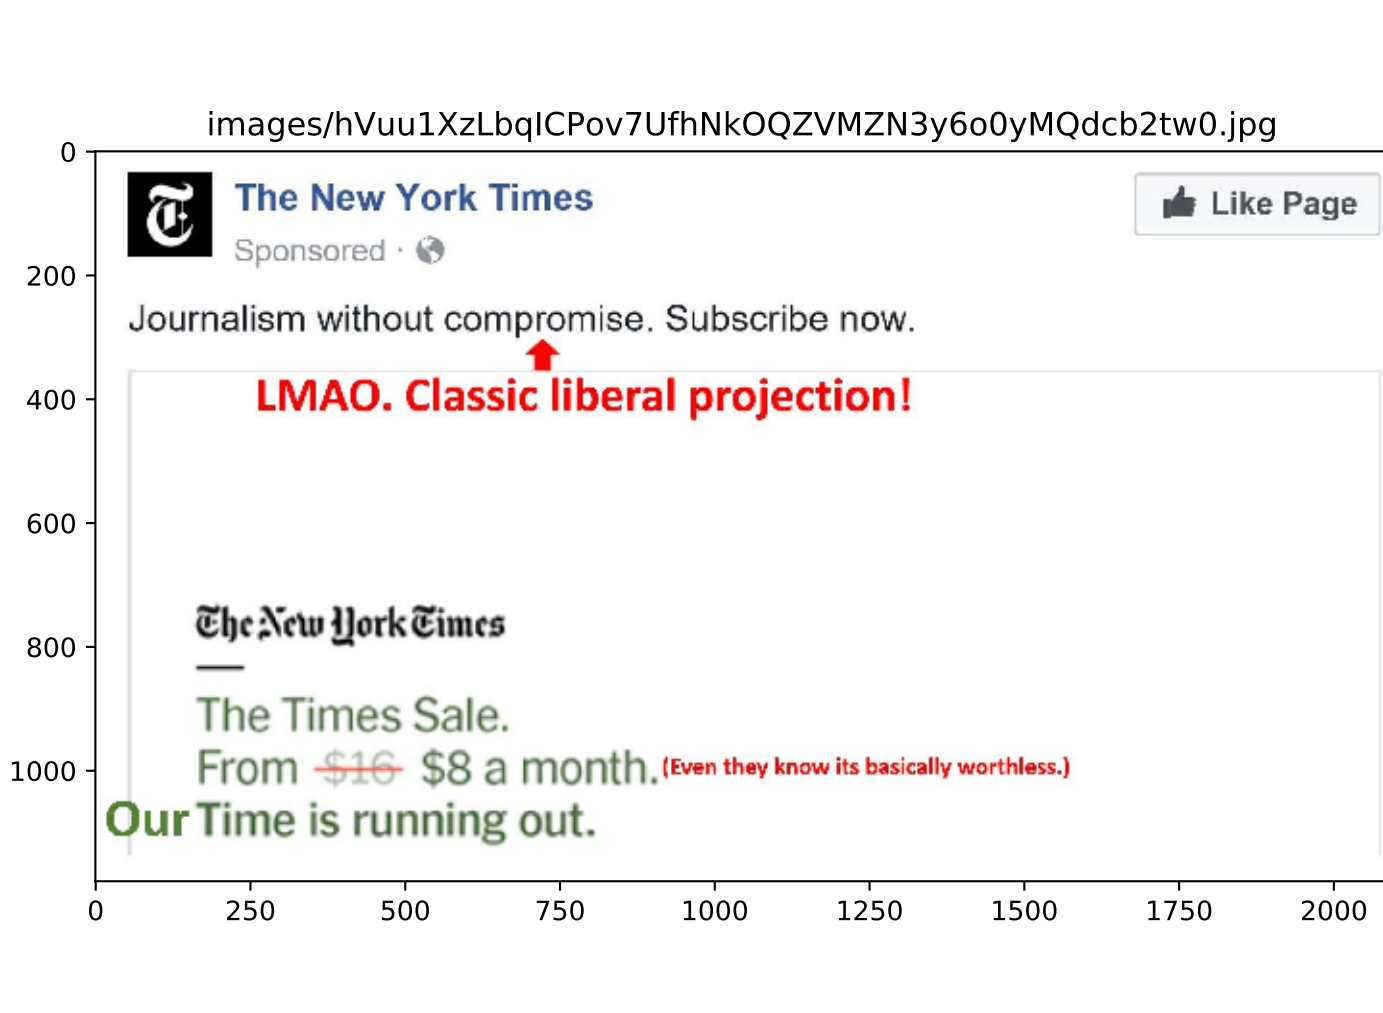 images/hVuu1XzLbqICPov7UfhNkOQZVMZN3y6o0yMQdcb2tw0.jpg
The New York Times
Like Page
Sponsored ·
Journalism without compromise. Subscribe now.
LMAO. Classic liberal projection!
The New York Times
The Times Sale.
From $16 $8 a month. (Even they know its basically worthless.)
Our Time is running out.
0
200
400
600
800
1000
0 250 500 750 1000 1250 1500 1750 2000